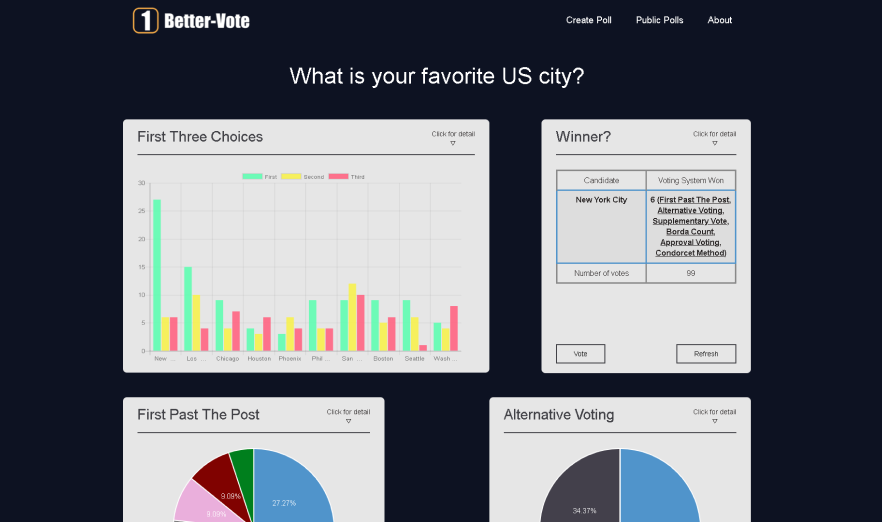 1 Better-Vote
Create Poll Public Polls About
What is your favorite US city?
First Three Choices
Click for detail
First Second Third
30
25
20
15
10
5
0
New ... Los ... Chicago Houston Phoenix Phil ... San ... Boston Seattle Wash ...
Winner?
Click for detail
Candidate Voting System Won
New York City
6 (First Past The Post,
Alternative Voting,
Supplementary Vote,
Borda Count,
Approval Voting,
Condorcet Method)
Number of votes 99
Vote Refresh
First Past The Post
Click for detail
9.09%
27.27%
9.09%
Alternative Voting
Click for detail
34.37%